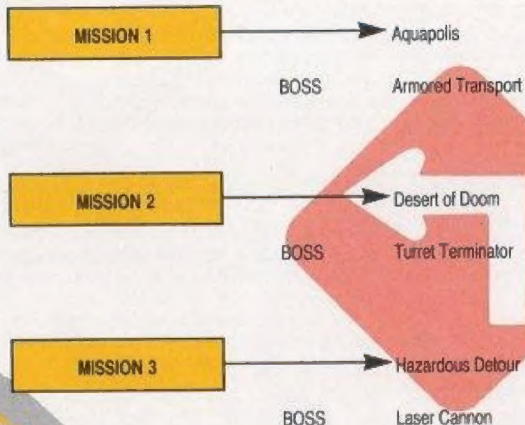 MISSION 1 Aquapolis
BOSS Armored Transport
MISSION 2 Desert of Doom
BOSS Turret Terminator
MISSION 3 Hazardous Detour
BOSS Laser Cannon